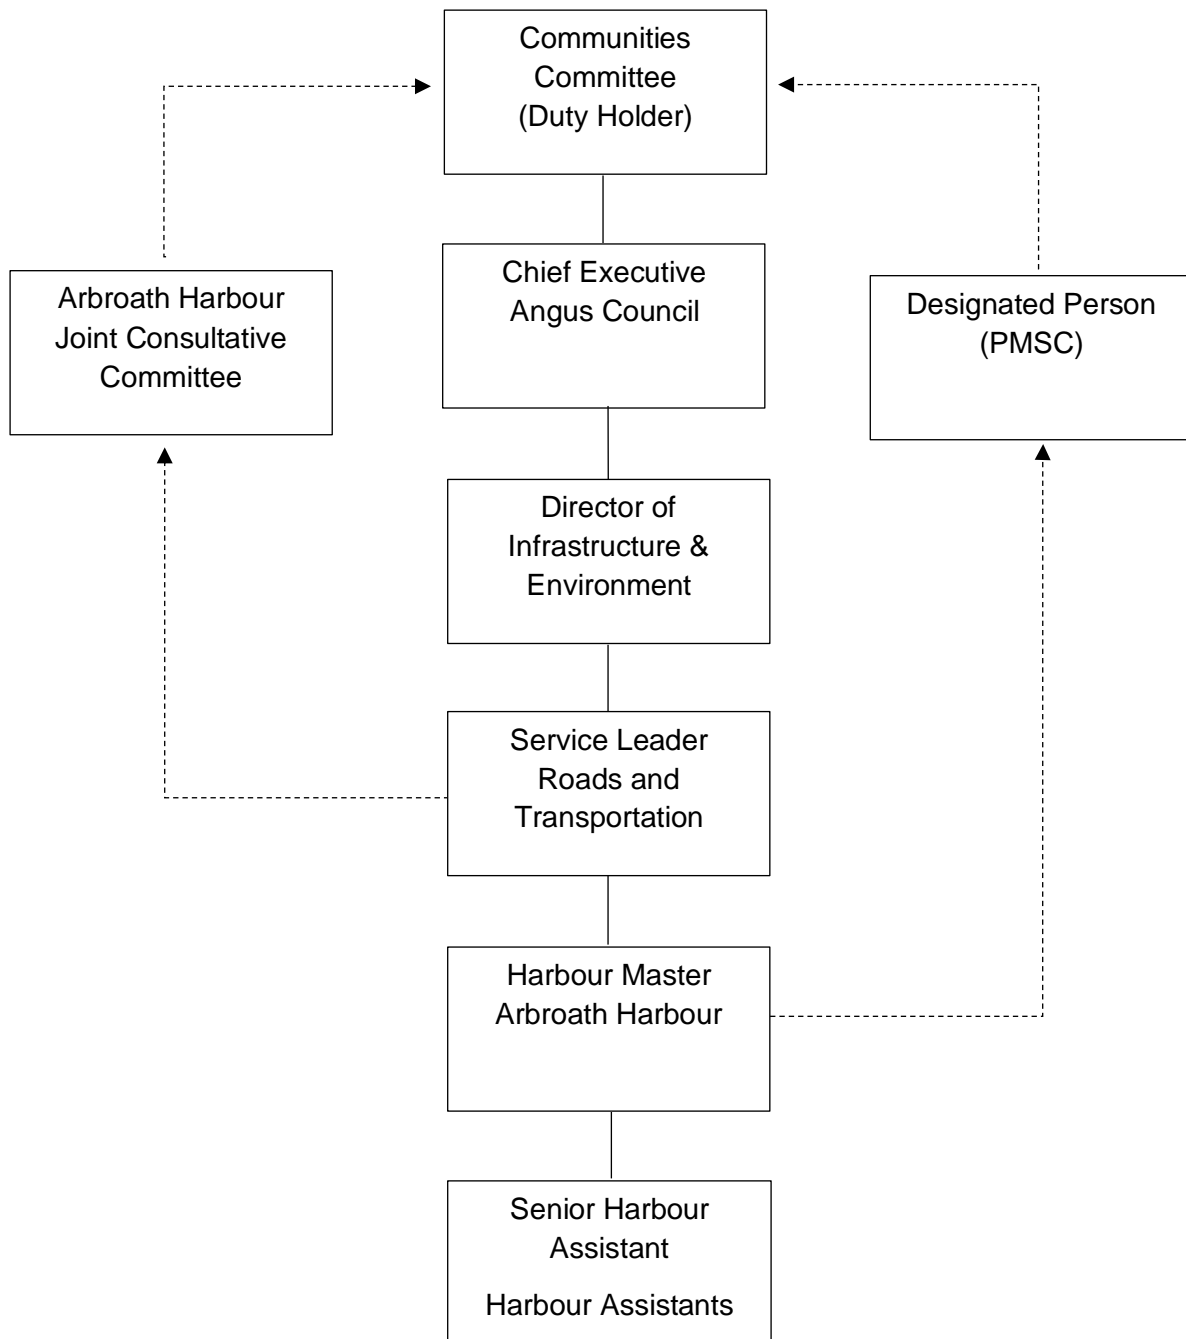 Communities
Committee
(Duty Holder)
Chief Executive
Angus Council
Arbroath Harbour
Joint Consultative
Committee
Designated Person
(PMSC)
Director of
Infrastructure &
Environment
Service Leader
Roads and
Transportation
Harbour Master
Arbroath Harbour
Senior Harbour
Assistant
Harbour Assistants